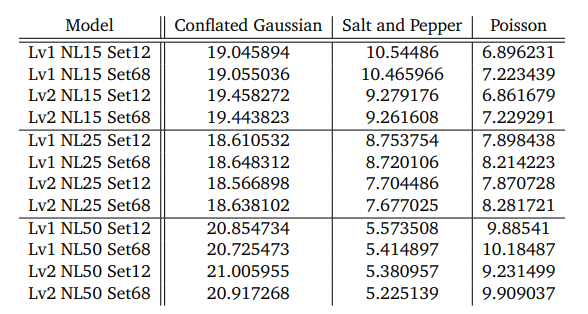 Model Conflated Gaussian Salt and Pepper Poisson
Lv1 NL15 Set12 19.045894 10.54486 6.896231
Lv1 NL15 Set68 19.055036 10.465966 7.223439
Lv2 NL15 Set12 19.458272 9.279176 6.861679
Lv2 NL15 Set68 19.443823 9.261608 7.229291
Lv1 NL25 Set12 18.610532 8.753754 7.898438
Lv1 NL25 Set68 18.648312 8.720106 8.214223
Lv2 NL25 Set12 18.566898 7.704486 7.870728
Lv2 NL25 Set68 18.638102 7.677025 8.281721
Lv1 NL50 Set12 20.854734 5.573508 9.88541
Lv1 NL50 Set68 20.725473 5.414897 10.18487
Lv2 NL50 Set12 21.005955 5.380957 9.231499
Lv2 NL50 Set68 20.917268 5.225139 9.909037